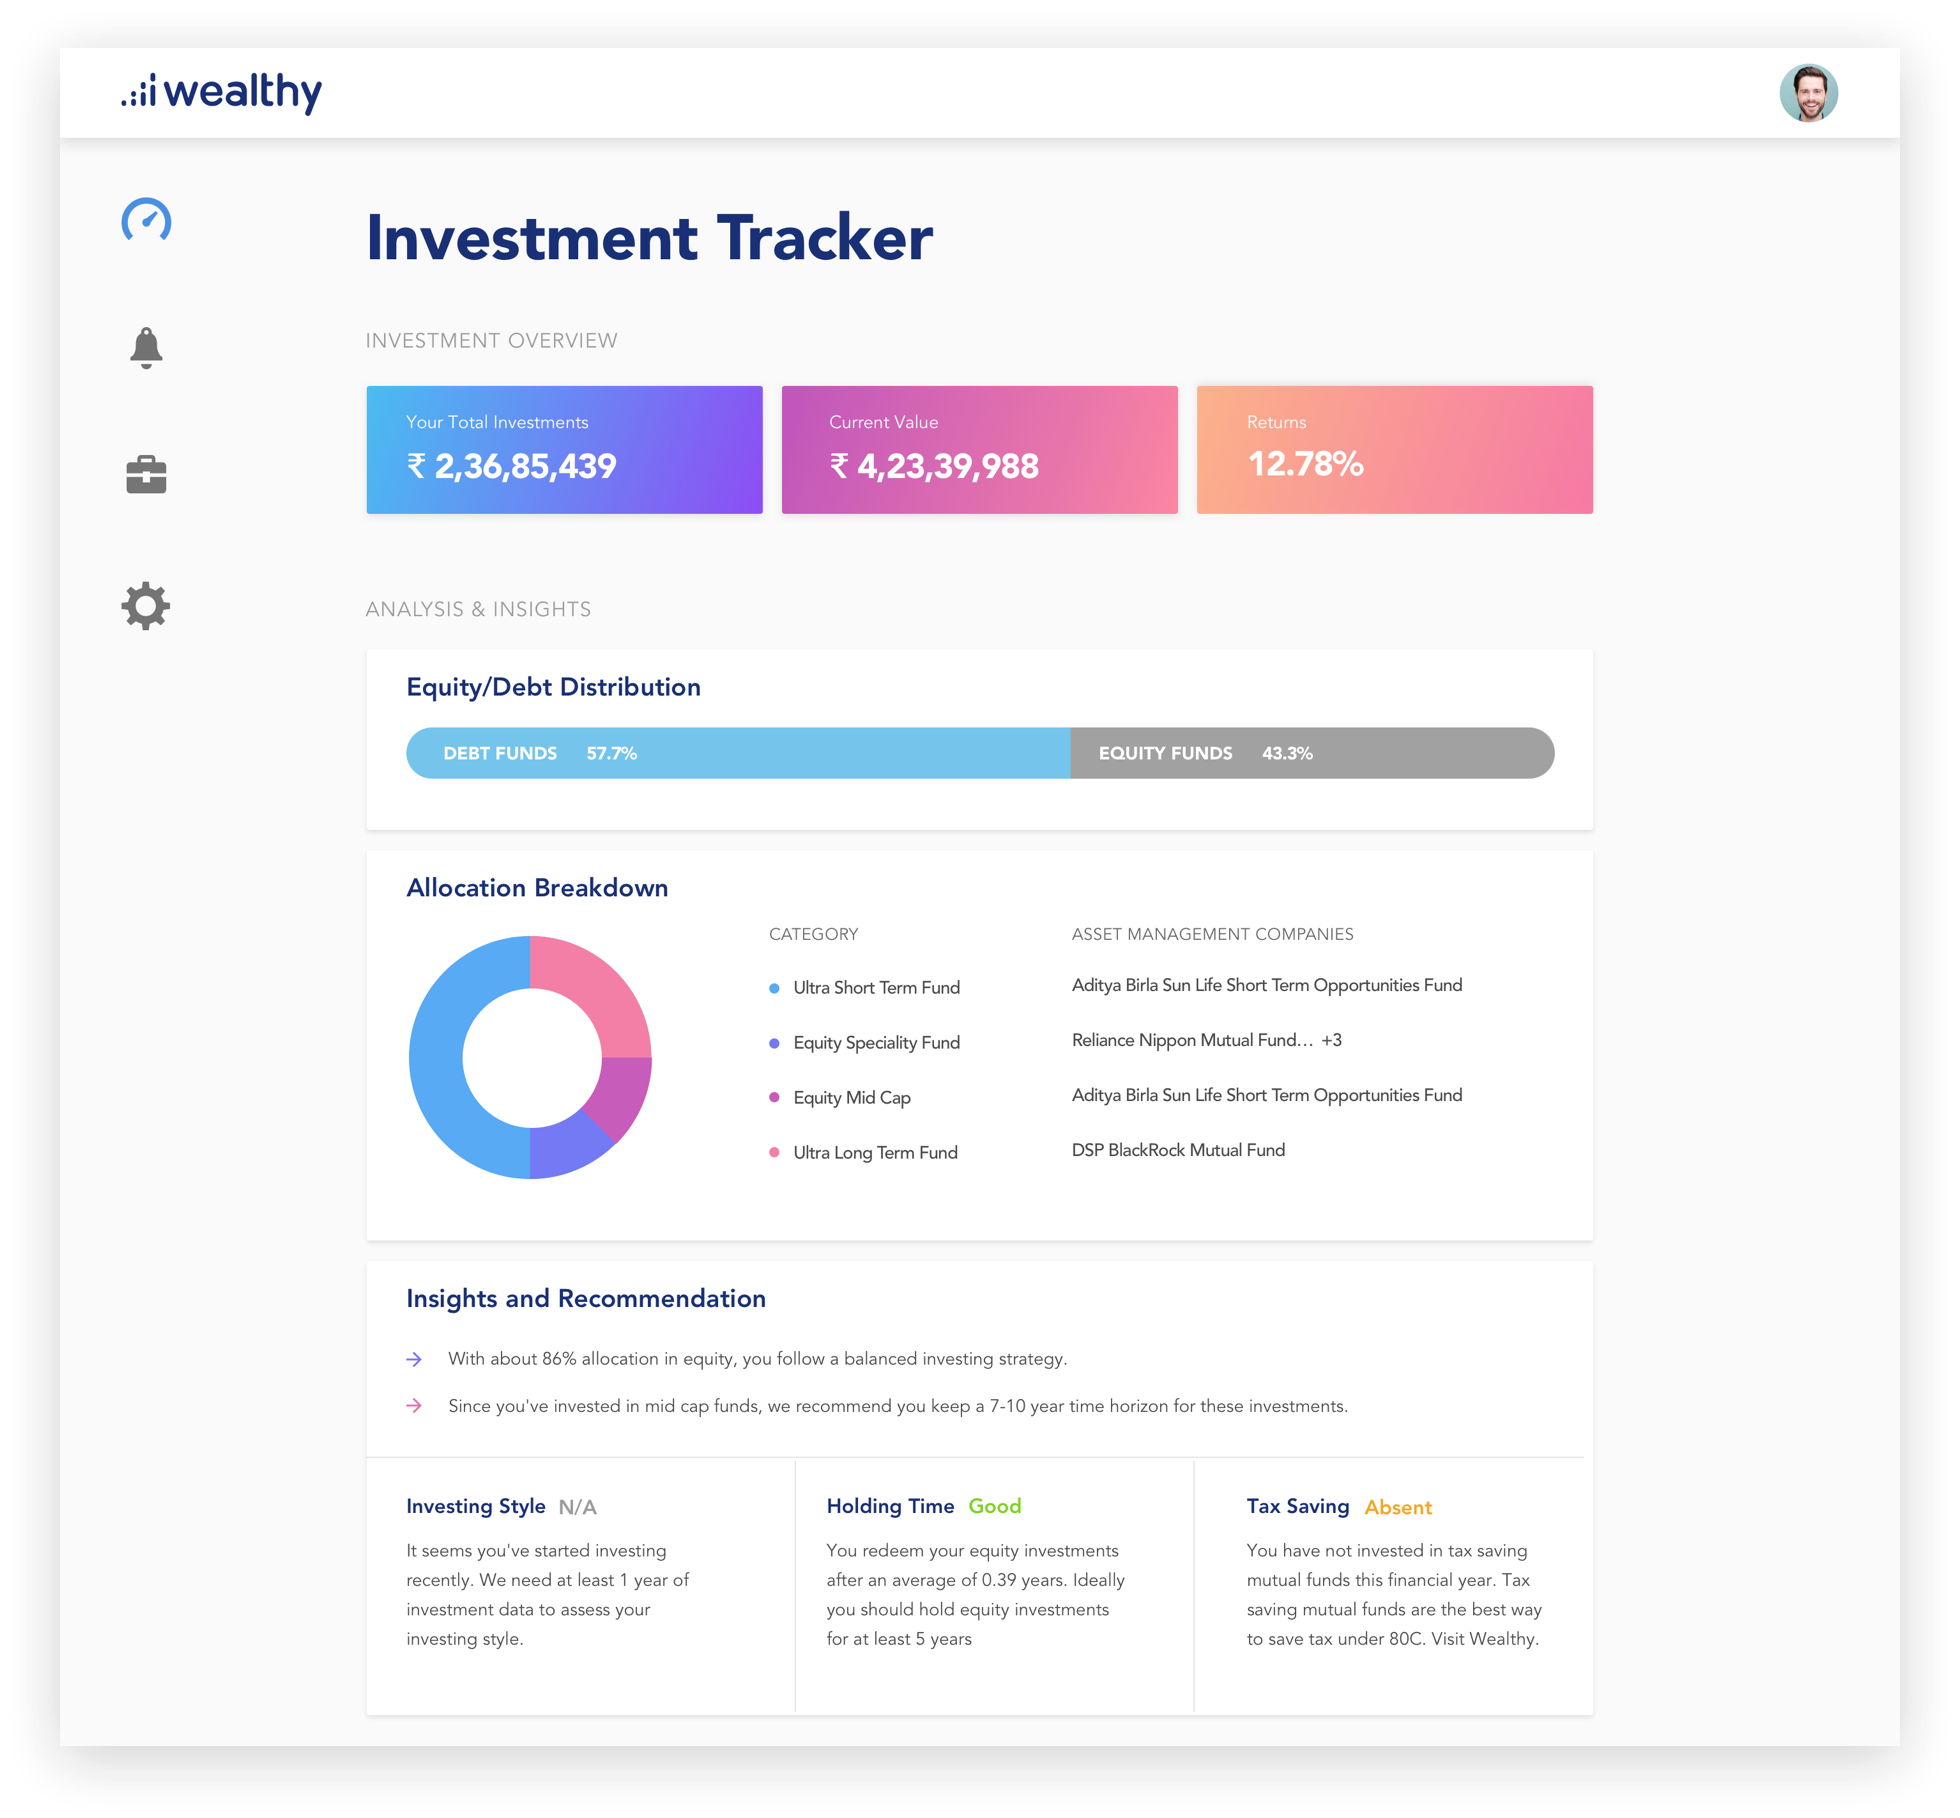 wealthy
Investment Tracker
INVESTMENT OVERVIEW
Your Total Investments
₹ 2,36,85,439
Current Value
₹ 4,23,39,988
Returns
12.78%
ANALYSIS & INSIGHTS
Equity/Debt Distribution
DEBT FUNDS 57.7%
EQUITY FUNDS 43.3%
Allocation Breakdown
CATEGORY
ASSET MANAGEMENT COMPANIES
Ultra Short Term Fund
Aditya Birla Sun Life Short Term Opportunities Fund
Equity Speciality Fund
Reliance Nippon Mutual Fund... +3
Equity Mid Cap
Aditya Birla Sun Life Short Term Opportunities Fund
Ultra Long Term Fund
DSP BlackRock Mutual Fund
Insights and Recommendation
With about 86% allocation in equity, you follow a balanced investing strategy.
Since you've invested in mid cap funds, we recommend you keep a 7-10 year time horizon for these investments.
Investing Style N/A
It seems you've started investing
recently. We need at least 1 year of
investment data to assess your
investing style.
Holding Time Good
You redeem your equity investments
after an average of 0.39 years. Ideally
you should hold equity investments
for at least 5 years
Tax Saving Absent
You have not invested in tax saving
mutual funds this financial year. Tax
saving mutual funds are the best way
to save tax under 80C. Visit Wealthy.